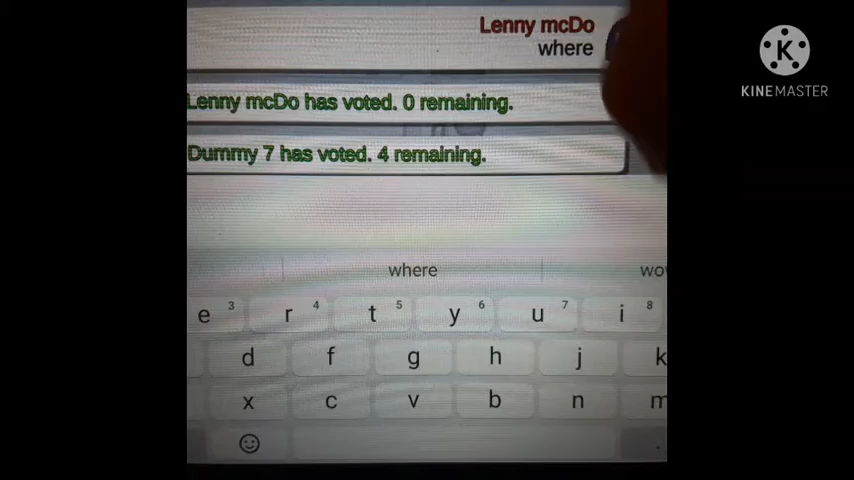 Lenny mcDo
where
Lenny mcDo has voted. 0 remaining.
Dummy 7 has voted. 4 remaining.
where
e 3 r 4 t 5 y 6 u 7 i 8
d f g h j k
x c v b n m
.
K
KINEMASTER